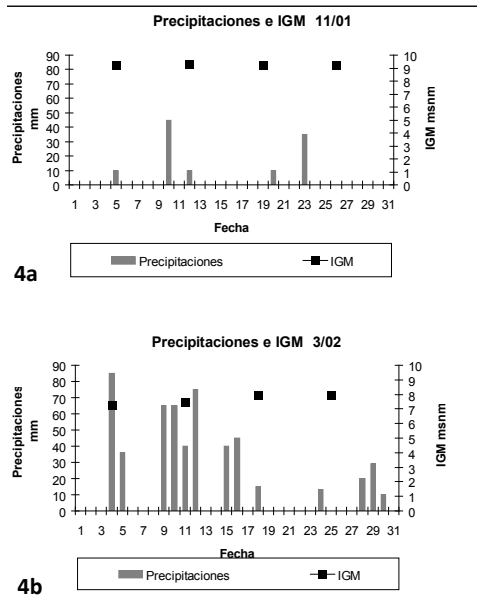 Precipitaciones e IGM 11/01
Precipitaciones
mm
90
80
70
60
50
40
30
20
10
0
10
9
8
7
6
5
4
3
2
1
0
IGM msnm
1 3 5 7 9 11 13 15 17 19 21 23 25 27 29 31
Fecha
Precipitaciones IGM
4a
Precipitaciones e IGM 3/02
Precipitaciones
mm
90
80
70
60
50
40
30
20
10
0
10
9
8
7
6
5
4
3
2
1
0
IGM msnm
1 3 5 7 9 11 13 15 17 19 21 23 25 27 29 31
Fecha
Precipitaciones IGM
4b